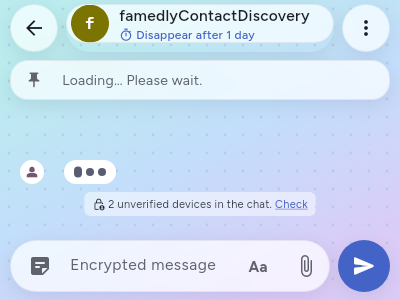 f
famedlyContactDiscovery
Disappear after 1 day
Loading... Please wait.
2 unverified devices in the chat. Check
Encrypted message
Aa